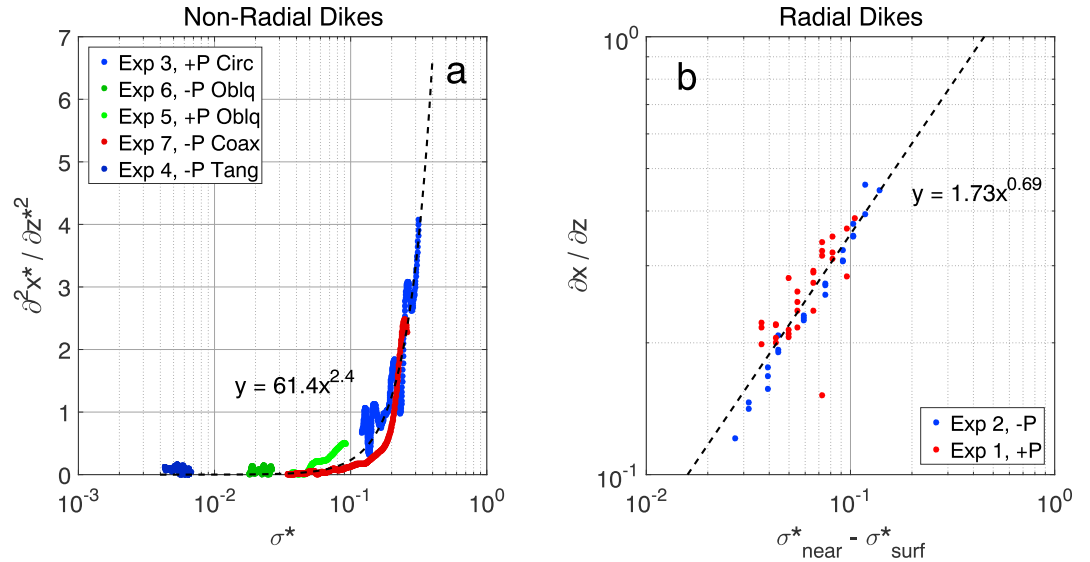 Non-Radial Dikes
a
7
6
5
4
3
2
1
0
∂²x* / ∂z*²
Exp 3, +P Circ
Exp 6, -P Oblq
Exp 5, +P Oblq
Exp 7, -P Coax
Exp 4, -P Tang
y = 61.4x^2.4
10^-3
10^-2
10^-1
10^0
σ*
Radial Dikes
b
10^0
10^-1
∂x / ∂z
y = 1.73x^0.69
Exp 2, -P
Exp 1, +P
10^-2
10^-1
10^0
σ*_near - σ*_surf